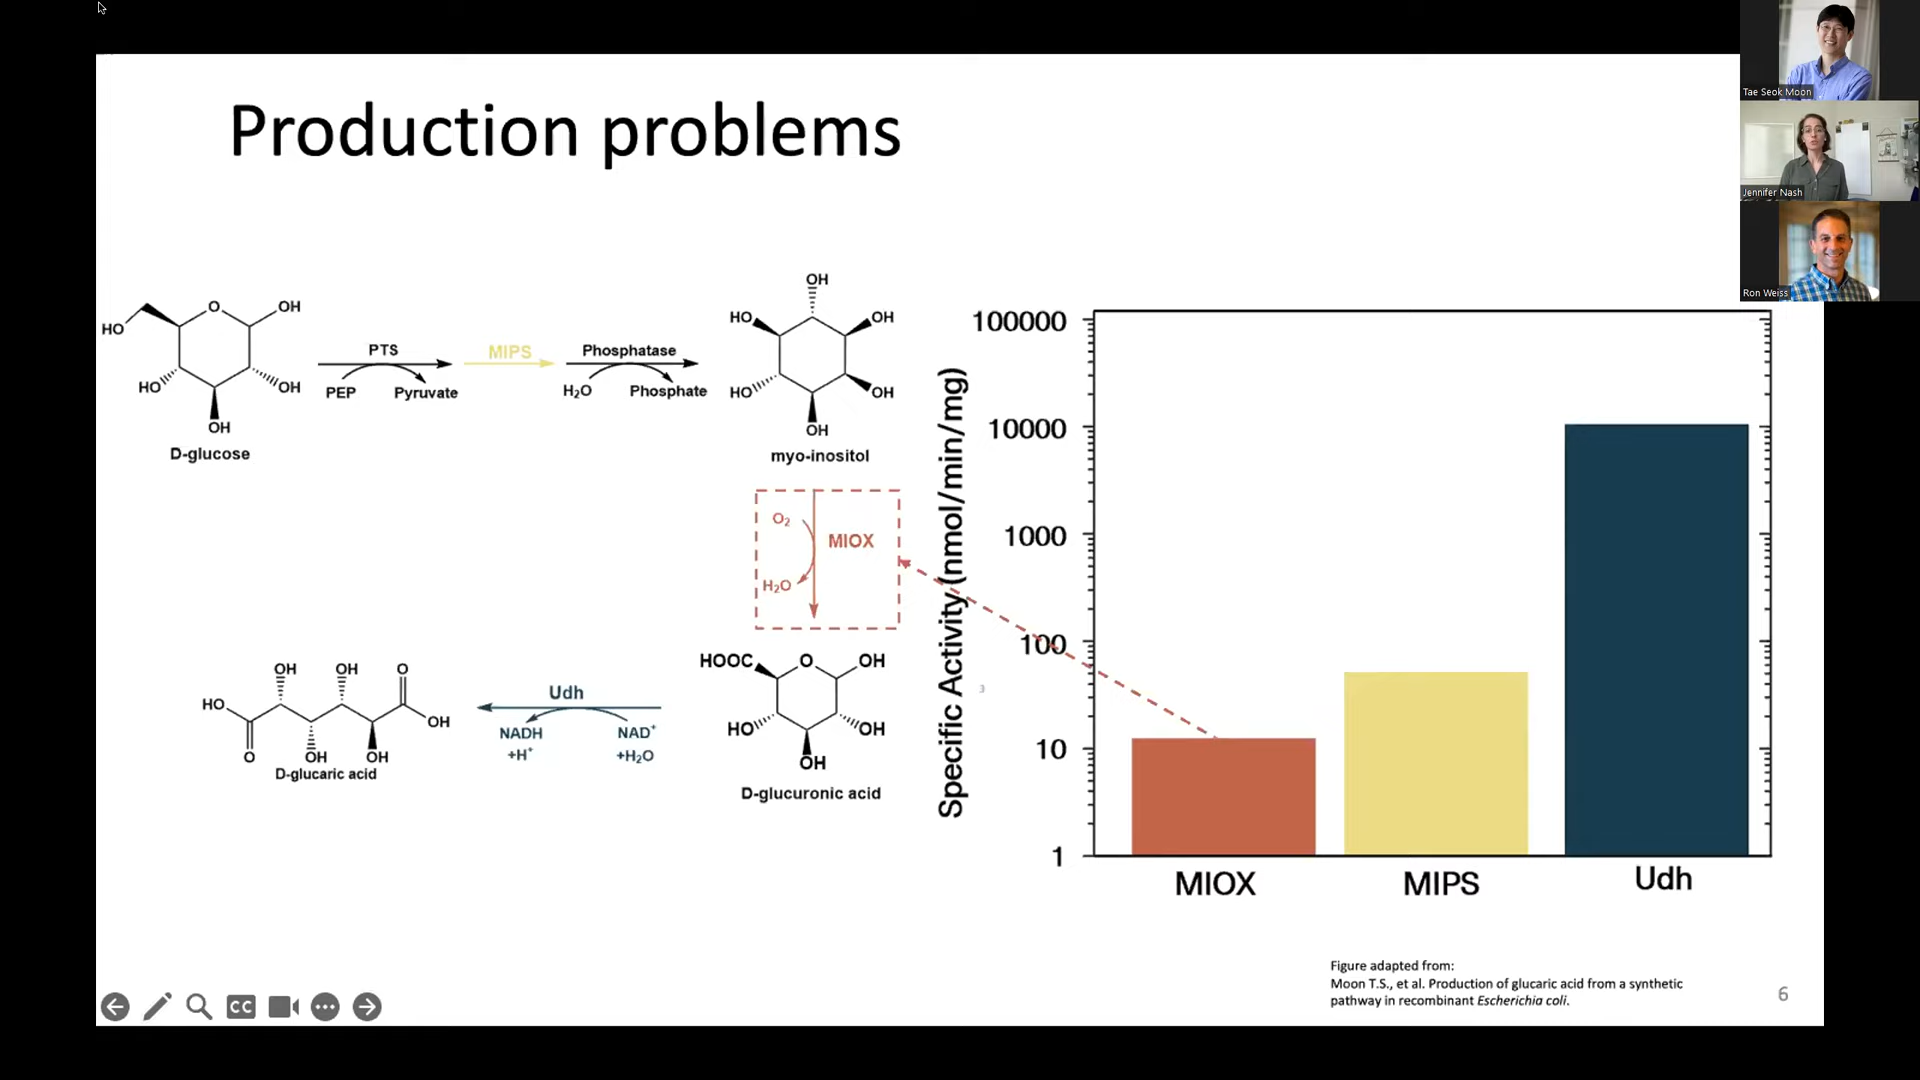 Production problems
Tae Seok Moon
Jennifer Nash
Ron Weiss
HO
O
OH
HO
OH
OH
D-glucose
PTS
PEP
Pyruvate
MIPS
Phosphatase
H₂O
Phosphate
OH
HO
OH
HO
OH
OH
myo-inositol
O₂
MIOX
H₂O
HOOC
O
OH
HO
OH
OH
D-glucuronic acid
Udh
NADH
+H⁺
NAD⁺
+H₂O
OH
OH
O
HO
OH
O
OH
OH
D-glucaric acid
Specific Activity (nmol/min/mg)
100000
10000
1000
100
10
1
3
MIOX
MIPS
Udh
Figure adapted from:
Moon T.S., et al. Production of glucaric acid from a synthetic
pathway in recombinant Escherichia coli.
6
CC